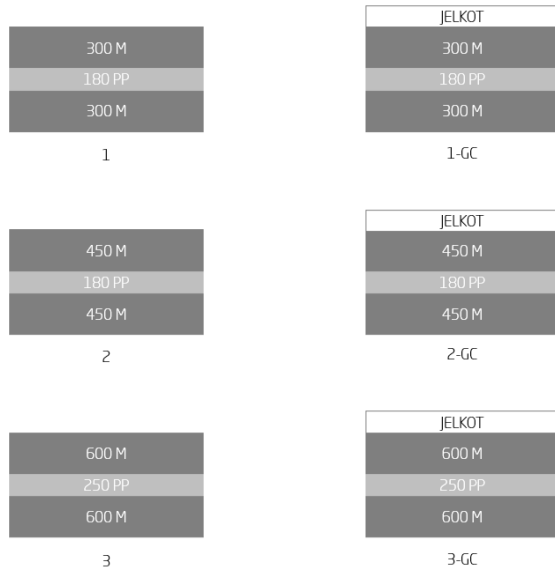 300 M
180 PP
300 M
1
JELKOT
300 M
180 PP
300 M
1-GC
450 M
180 PP
450 M
2
JELKOT
450 M
180 PP
450 M
2-GC
600 M
250 PP
600 M
3
JELKOT
600 M
250 PP
600 M
3-GC